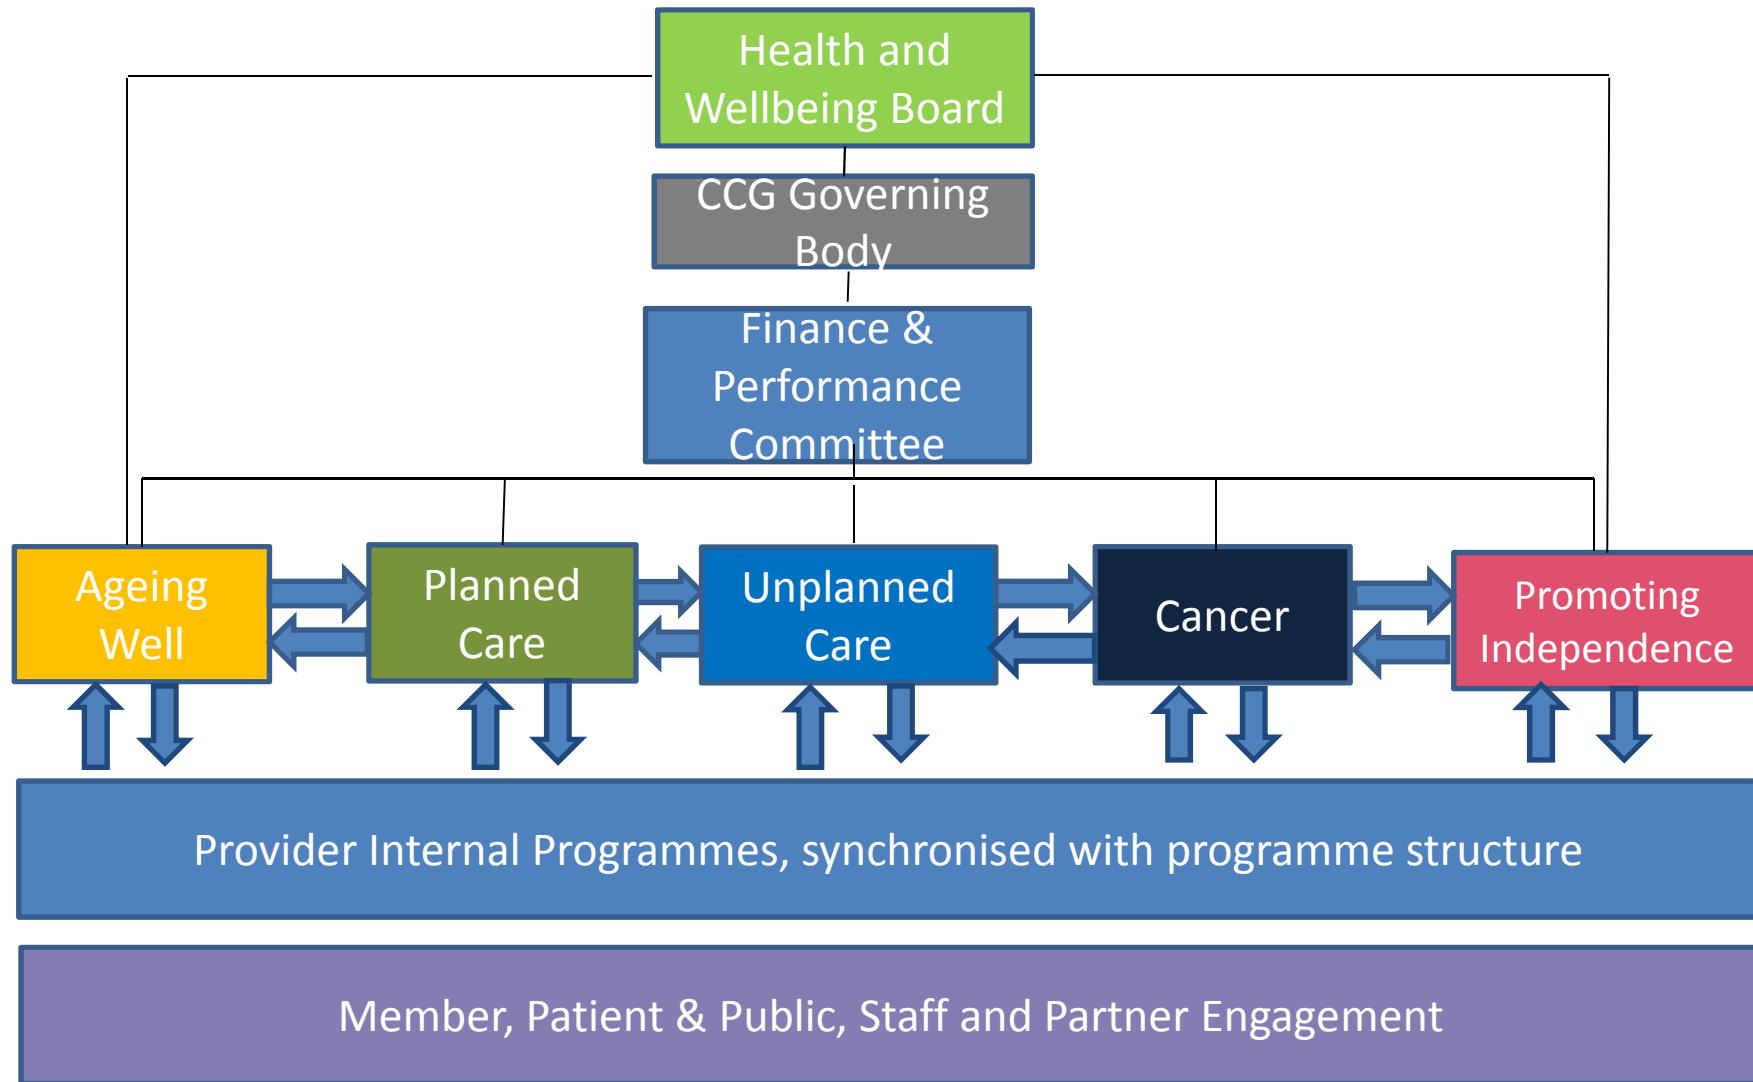 Health and
Wellbeing Board
CCG Governing
Body
Finance &
Performance
Committee
Ageing
Well
Planned
Care
Unplanned
Care
Cancer
Promoting
Independence
Provider Internal Programmes, synchronised with programme structure
Member, Patient & Public, Staff and Partner Engagement